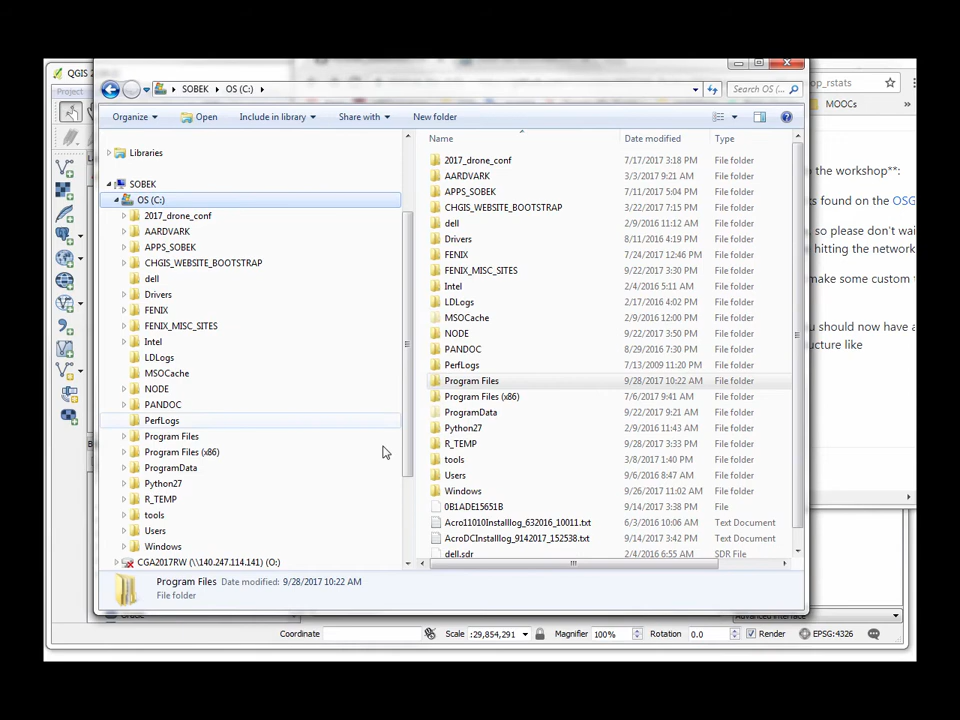 QGIS 2
Project
SOBEK OS (C:)
Search OS (C:...
op_rstats
MOOCs »
Organize Open Include in library Share with New folder
Libraries
SOBEK
OS (C:)
2017_drone_conf
AARDVARK
APPS_SOBEK
CHGIS_WEBSITE_BOOTSTRAP
dell
Drivers
FENIX
FENIX_MISC_SITES
Intel
LDLogs
MSOCache
NODE
PANDOC
PerfLogs
Program Files
Program Files (x86)
ProgramData
Python27
R_TEMP
tools
Users
Windows
CGA2017RW (\\140.247.114.141) (O:)
Name Date modified Type
2017_drone_conf 7/17/2017 3:18 PM File folder
AARDVARK 3/3/2017 9:21 AM File folder
APPS_SOBEK 7/11/2017 5:04 PM File folder
CHGIS_WEBSITE_BOOTSTRAP 3/22/2017 7:15 PM File folder
dell 2/9/2016 11:12 AM File folder
Drivers 8/11/2016 4:19 PM File folder
FENIX 7/24/2017 12:46 PM File folder
FENIX_MISC_SITES 9/22/2017 3:30 PM File folder
Intel 2/4/2016 5:11 AM File folder
LDLogs 2/17/2016 4:02 PM File folder
MSOCache 2/9/2016 12:00 PM File folder
NODE 9/22/2017 3:50 PM File folder
PANDOC 8/29/2016 7:30 PM File folder
PerfLogs 7/13/2009 11:20 PM File folder
Program Files 9/28/2017 10:22 AM File folder
Program Files (x86) 7/6/2017 9:41 AM File folder
ProgramData 9/22/2017 9:21 AM File folder
Python27 2/9/2016 11:43 AM File folder
R_TEMP 9/28/2017 3:33 PM File folder
tools 3/8/2017 1:40 PM File folder
Users 9/6/2016 8:47 AM File folder
Windows 9/26/2017 11:02 AM File folder
0B1ADE15651B 9/14/2017 3:38 PM File
Acro11010Installlog_632016_10011.txt 6/3/2016 10:06 AM Text Document
AcroDCInstalllog_9142017_152538.txt 9/14/2017 3:42 PM Text Document
dell.sdr 2/4/2016 6:55 AM SDR File
the workshop**:
ts found on the OSG
, so please don't wai
hitting the network
make some custom
u should now have a
ucture like
Program Files Date modified: 9/28/2017 10:22 AM
File folder
Coordinate Scale :29,854,291 Magnifier 100% Rotation 0.0 Render EPSG:4326